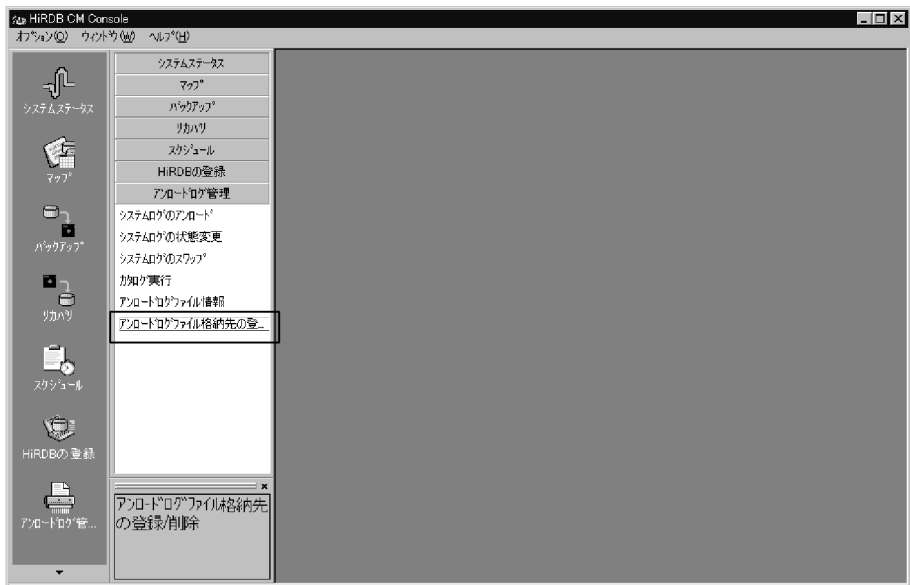 HiRDB CM Console
ｵﾌﾟｼｮﾝ(O) ｳｨﾝﾄﾞｳ(W) ﾍﾙﾌﾟ(H)
ｼｽﾃﾑｽﾃｰﾀｽ
ﾏｯﾌﾟ
ﾊﾞｯｸｱｯﾌﾟ
ﾘｶﾊﾞﾘ
ｽｹｼﾞｭｰﾙ
HiRDBの登録
ｱﾝﾛｰﾄﾞﾛｸﾞ管...
ｼｽﾃﾑｽﾃｰﾀｽ
ﾏｯﾌﾟ
ﾊﾞｯｸｱｯﾌﾟ
ﾘｶﾊﾞﾘ
ｽｹｼﾞｭｰﾙ
HiRDBの登録
ｱﾝﾛｰﾄﾞﾛｸﾞ管理
ｼｽﾃﾑﾛｸﾞのｱﾝﾛｰﾄﾞ
ｼｽﾃﾑﾛｸﾞの状態変更
ｼｽﾃﾑﾛｸﾞのｽﾜｯﾌﾟ
ｶﾀﾛｸﾞ実行
ｱﾝﾛｰﾄﾞﾛｸﾞﾌｧｲﾙ情報
ｱﾝﾛｰﾄﾞﾛｸﾞﾌｧｲﾙ格納先の登...
ｱﾝﾛｰﾄﾞﾛｸﾞﾌｧｲﾙ格納先
の登録/削除